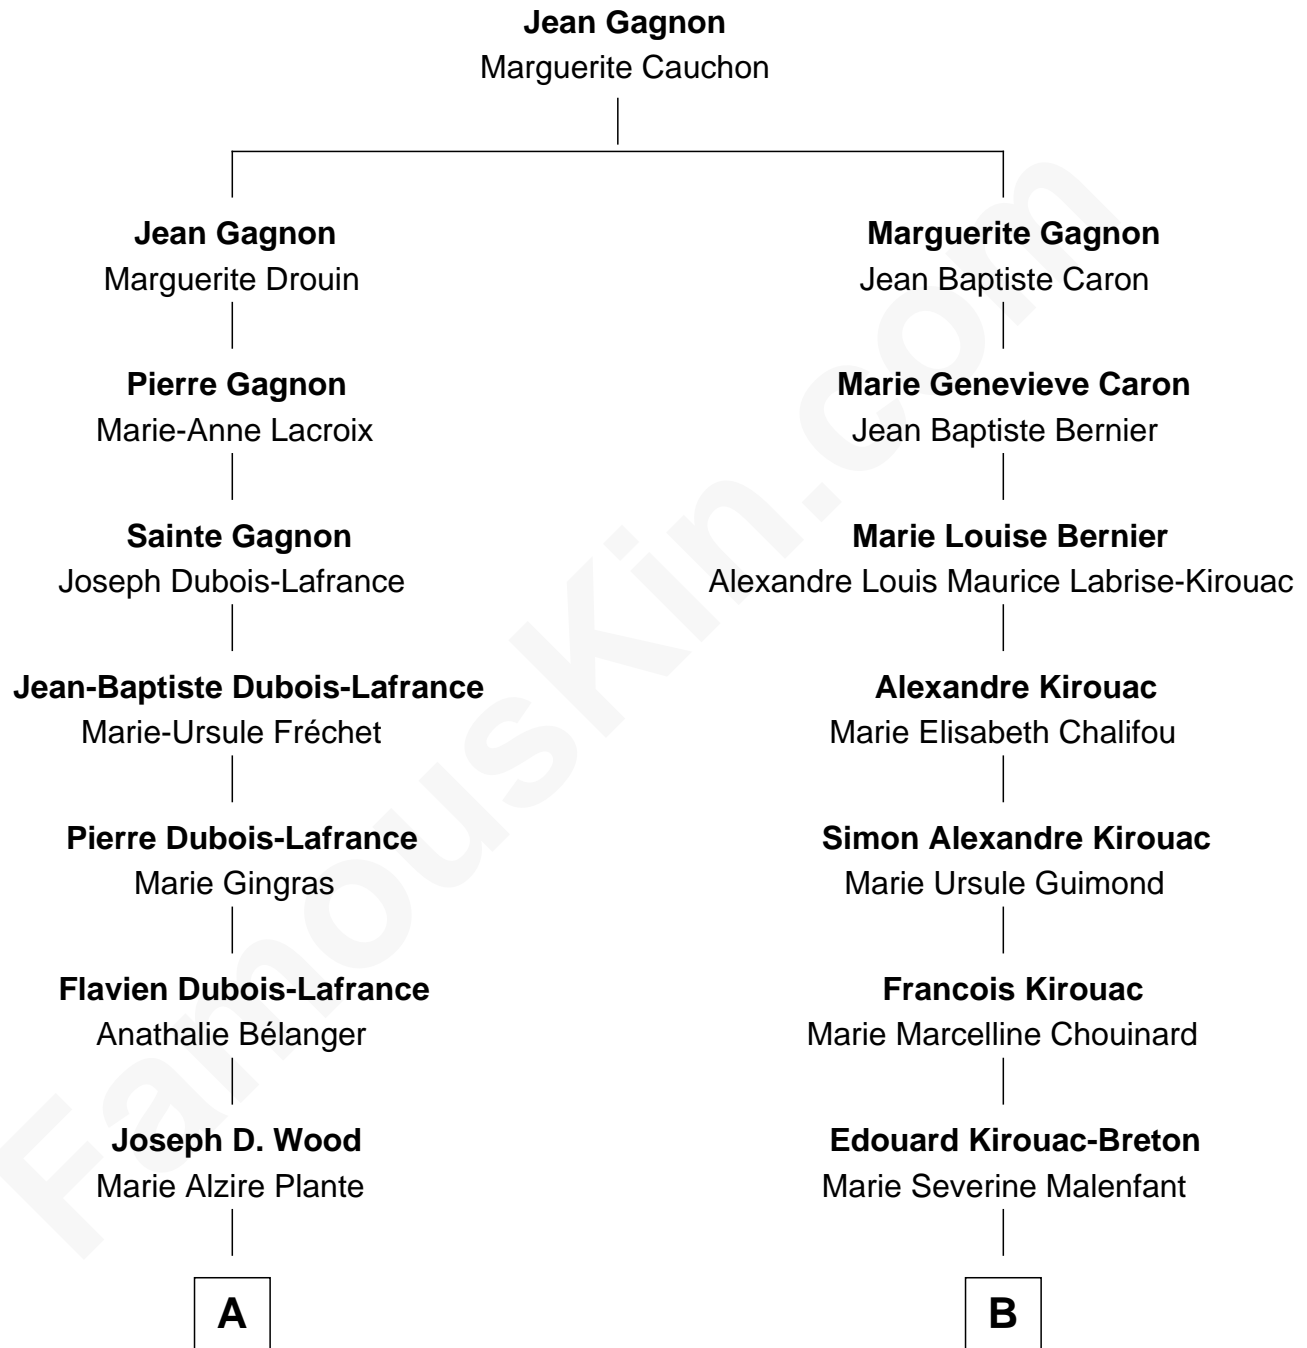 Jean Gagnon
Marguerite Cauchon
Jean Gagnon
Marguerite Drouin
Pierre Gagnon
Marie-Anne Lacroix
Sainte Gagnon
Joseph Dubois-Lafrance
Jean-Baptiste Dubois-Lafrance
Marie-Ursule Fréchet
Pierre Dubois-Lafrance
Marie Gingras
Flavien Dubois-Lafrance
Anathalie Bélanger
Joseph D. Wood
Marie Alzire Plante
A
Marguerite Gagnon
Jean Baptiste Caron
Marie Genevieve Caron
Jean Baptiste Bernier
Marie Louise Bernier
Alexandre Louis Maurice Labrise-Kirouac
Alexandre Kirouac
Marie Elisabeth Chalifou
Simon Alexandre Kirouac
Marie Ursule Guimond
Francois Kirouac
Marie Marcelline Chouinard
Edouard Kirouac-Breton
Marie Severine Malenfant
B
FamousKin.com